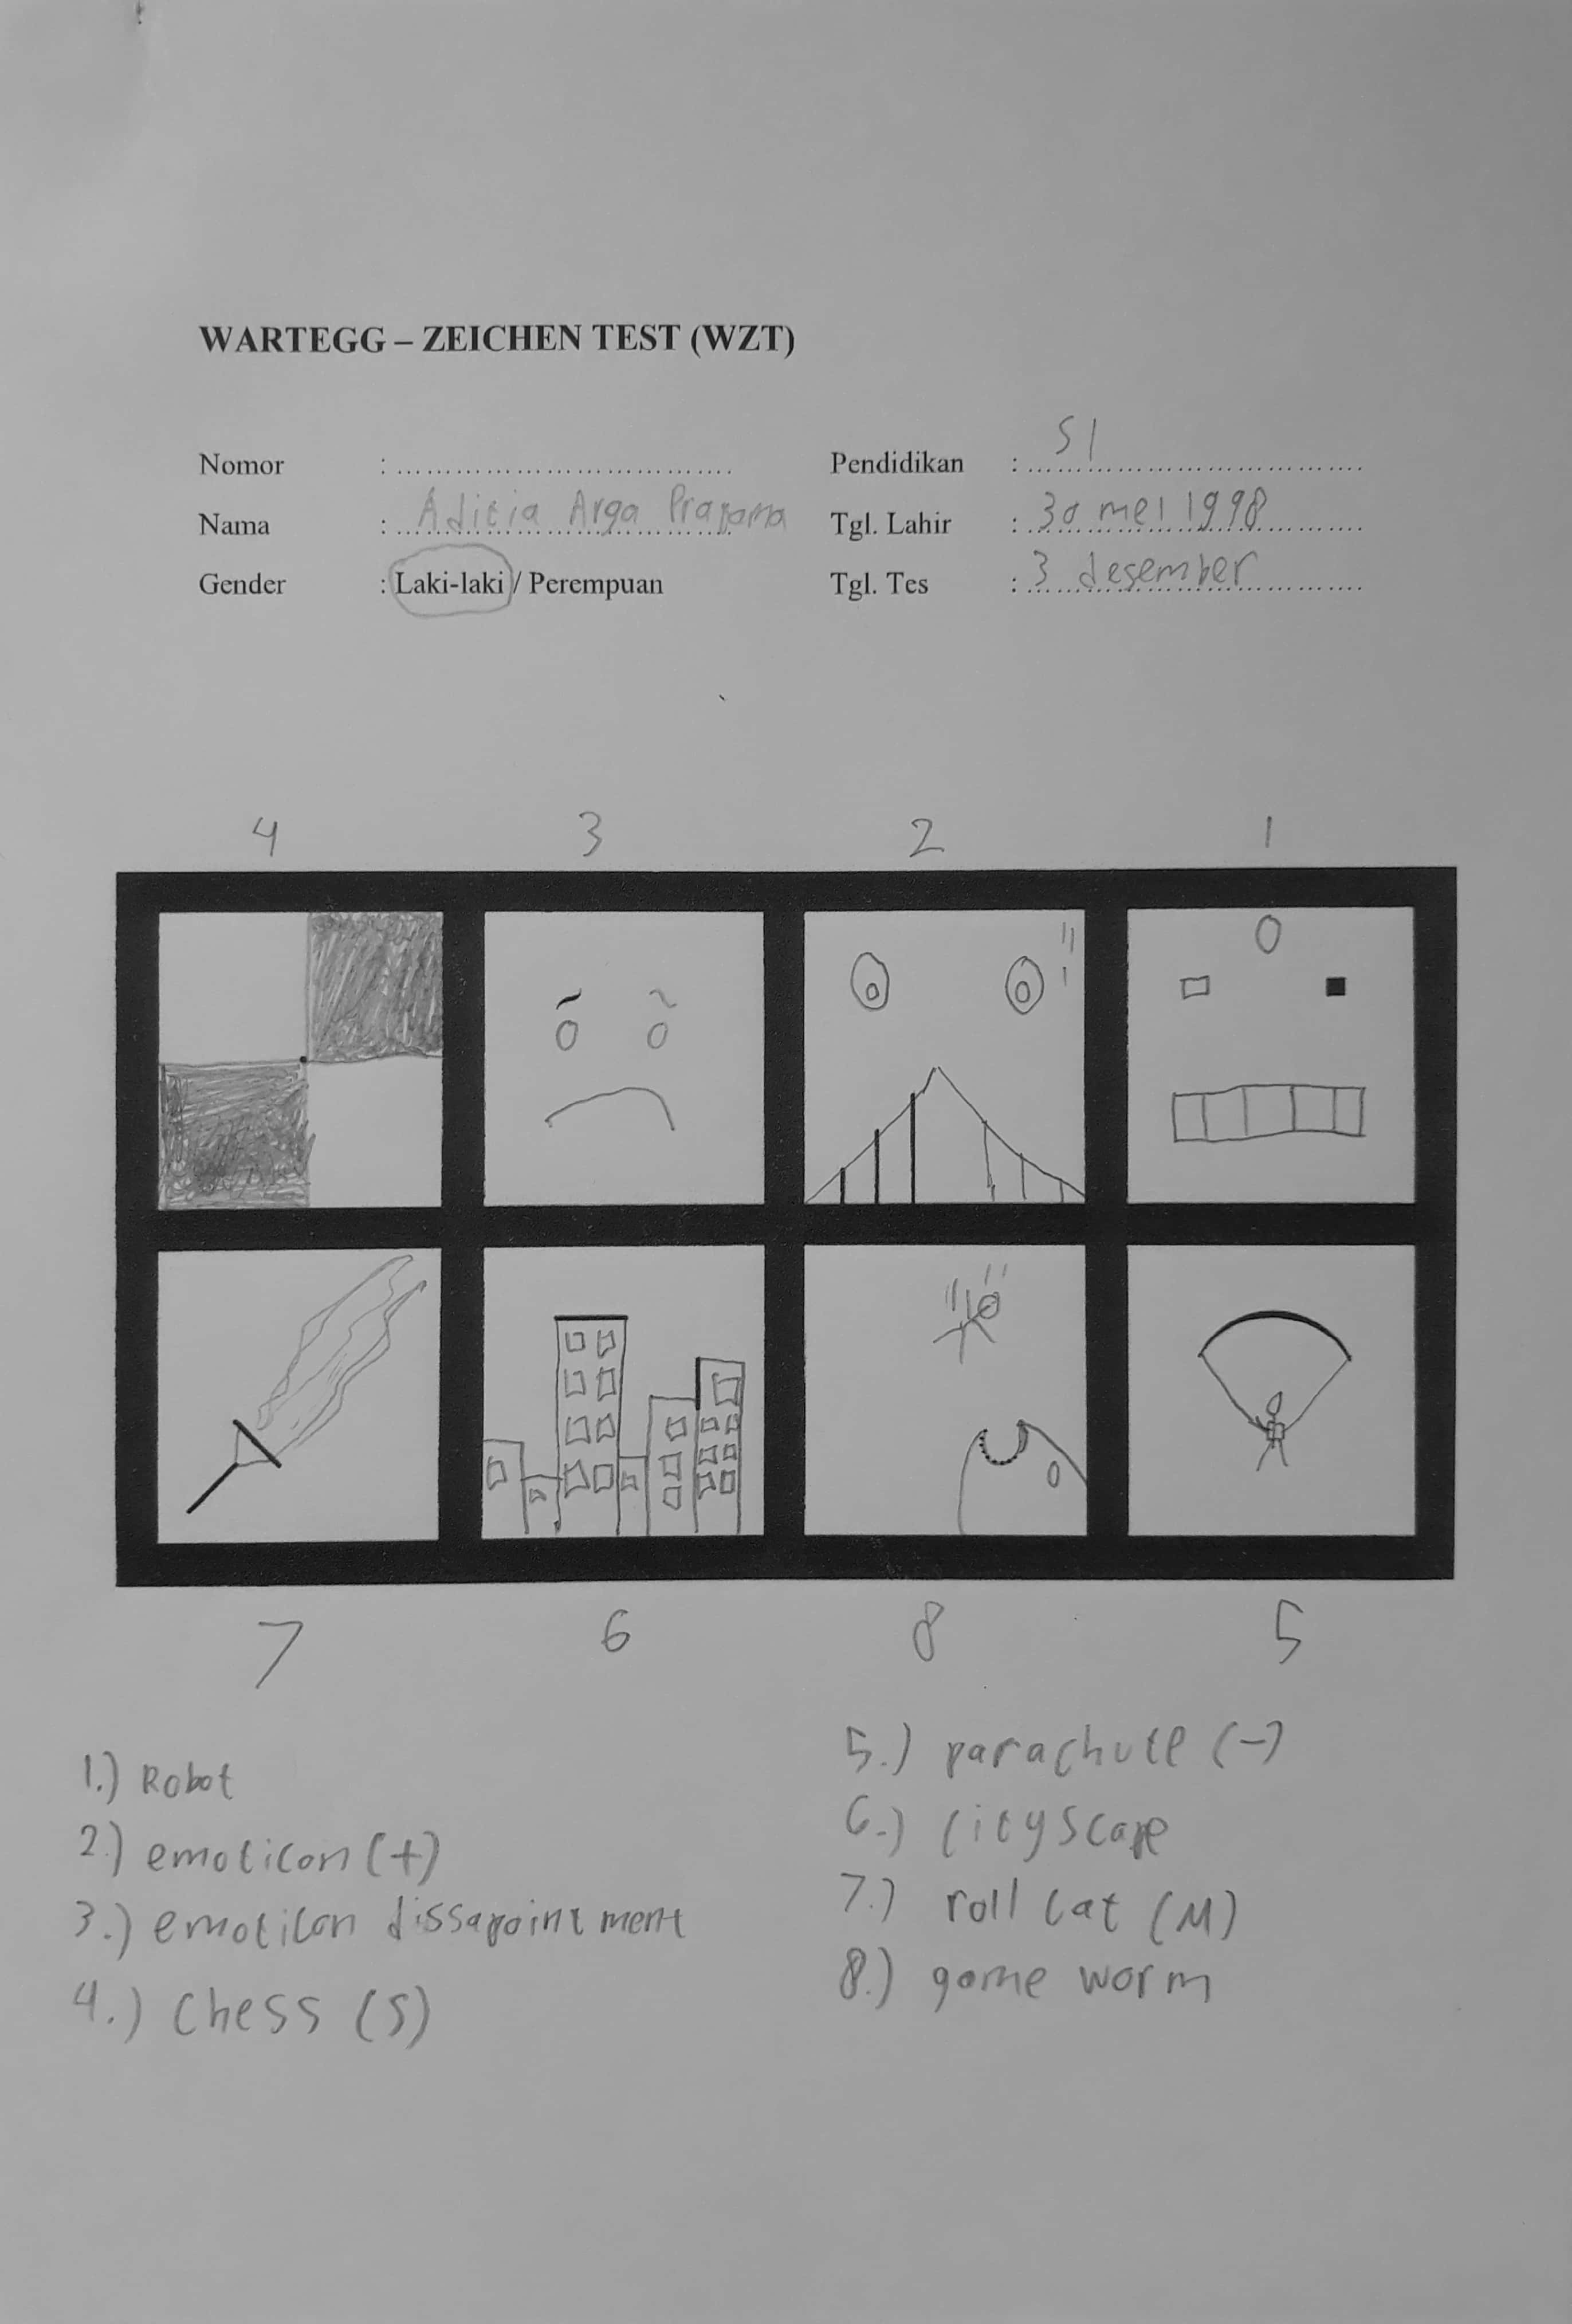 WARTEGG – ZEICHEN TEST (WZT)
Nomor : .................................. Pendidikan : S1
Nama : Aditia Arga Pratama Tgl. Lahir : 30 mei 1998
Gender : Laki-laki / Perempuan Tgl. Tes : 3 desember
4 3 2 1
7 6 8 5
1.) Robot
2.) emoticon (+)
3.) emoticon dissapointment
4.) Chess (S)
5.) parachute (-)
6.) cityscape
7.) roll cat (M)
8.) game worm